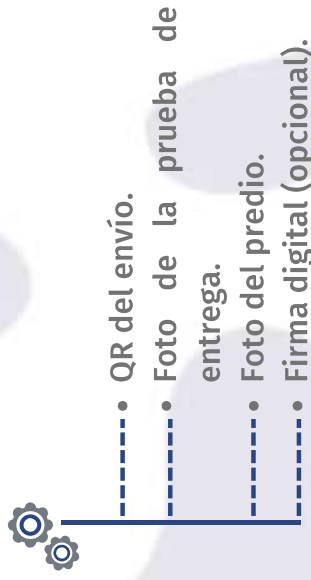 • QR del envío.
• Foto de la prueba de
entrega.
• Foto del predio.
• Firma digital (opcional).